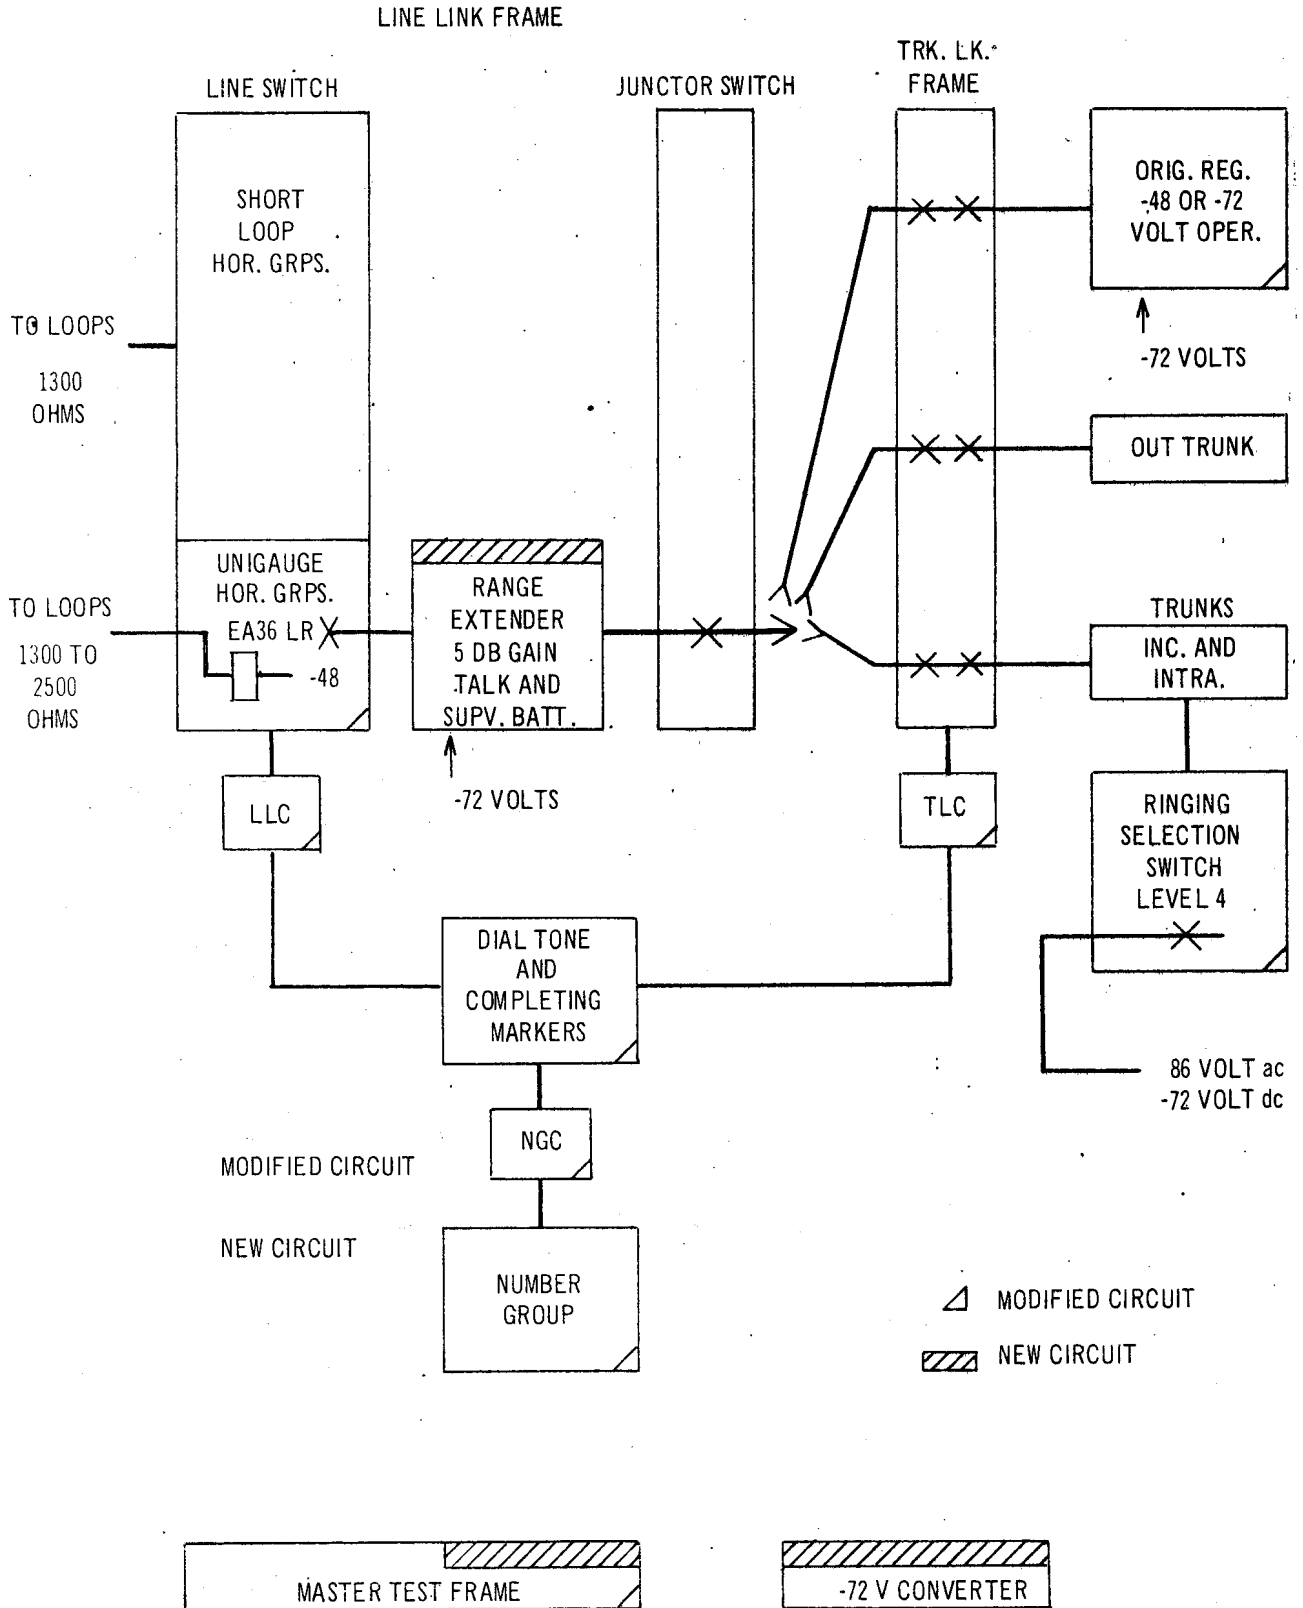 LINE LINK FRAME
LINE SWITCH
JUNCTOR SWITCH
TRK. LK.
FRAME
SHORT
LOOP
HOR. GRPS.
ORIG. REG.
-48 OR -72
VOLT OPER.
-72 VOLTS
TO LOOPS
1300
OHMS
OUT TRUNK
UNIGAUGE
HOR. GRPS.
EA36 LR
-48
TO LOOPS
1300 TO
2500
OHMS
RANGE
EXTENDER
5 DB GAIN
TALK AND
SUPV. BATT.
-72 VOLTS
TRUNKS
INC. AND
INTRA.
LLC
TLC
RINGING
SELECTION
SWITCH
LEVEL 4
DIAL TONE
AND
COMPLETING
MARKERS
86 VOLT ac
-72 VOLT dc
NGC
MODIFIED CIRCUIT
NEW CIRCUIT
NUMBER
GROUP
MODIFIED CIRCUIT
NEW CIRCUIT
MASTER TEST FRAME
-72 V CONVERTER